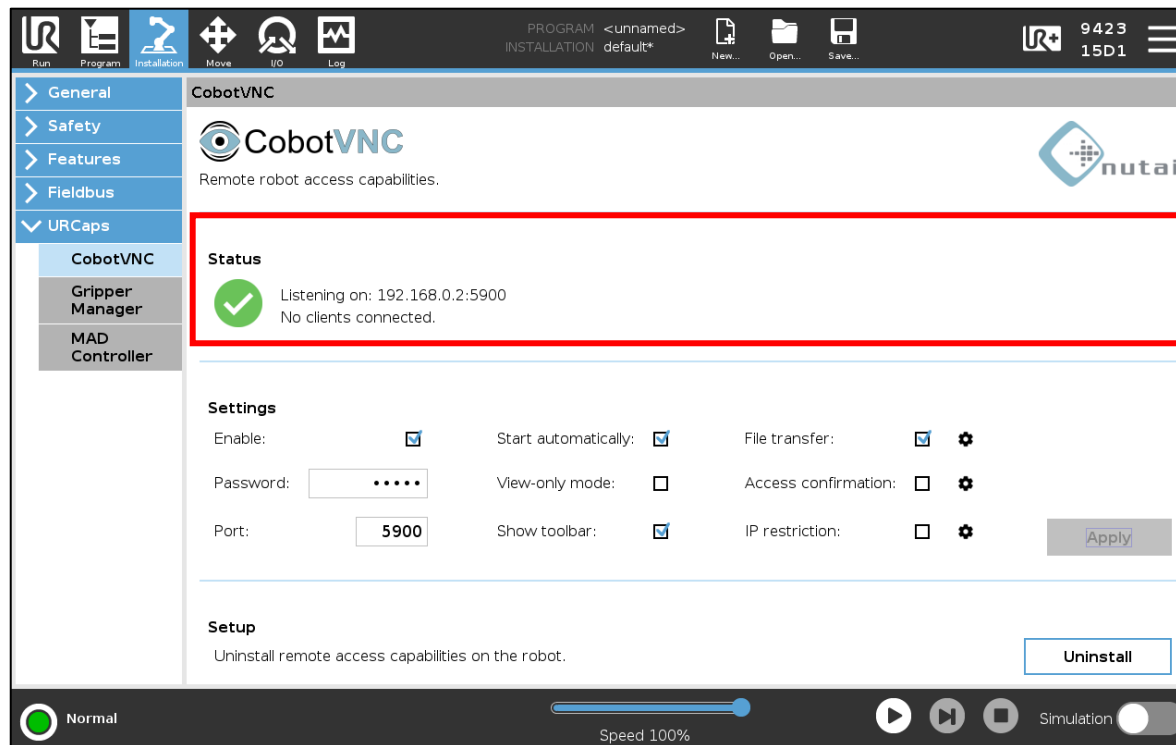 UR
PROGRAM <unnamed>
INSTALLATION default*
UR+
9423
15D1
Run
Program
Installation
Move
I/O
Log
New...
Open...
Save...
General
Safety
Features
Fieldbus
URCaps
CobotVNC
Gripper
Manager
MAD
Controller
CobotVNC
CobotVNC
nutai
Remote robot access capabilities.
Status
Listening on: 192.168.0.2:5900
No clients connected.
Settings
Enable:
Start automatically:
File transfer:
Password:
•••••
View-only mode:
Access confirmation:
Port:
5900
Show toolbar:
IP restriction:
Apply
Setup
Uninstall remote access capabilities on the robot.
Uninstall
Normal
Speed 100%
Simulation